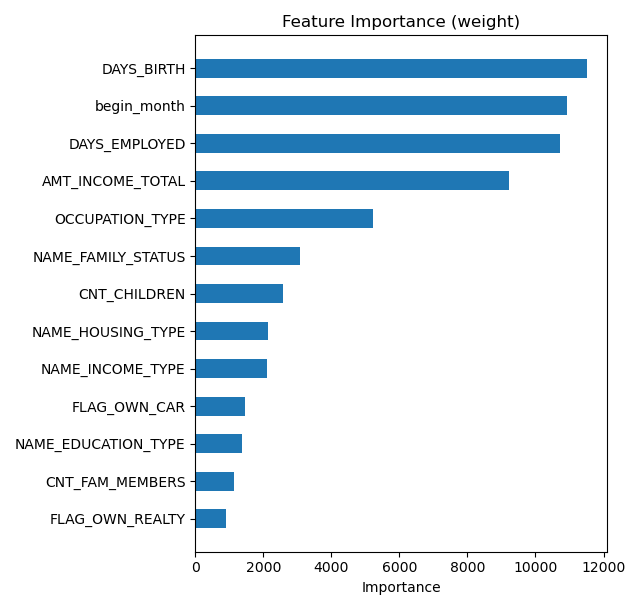 Feature Importance (weight)
DAYS_BIRTH
begin_month
DAYS_EMPLOYED
AMT_INCOME_TOTAL
OCCUPATION_TYPE
NAME_FAMILY_STATUS
CNT_CHILDREN
NAME_HOUSING_TYPE
NAME_INCOME_TYPE
FLAG_OWN_CAR
NAME_EDUCATION_TYPE
CNT_FAM_MEMBERS
FLAG_OWN_REALTY
0 2000 4000 6000 8000 10000 12000
Importance